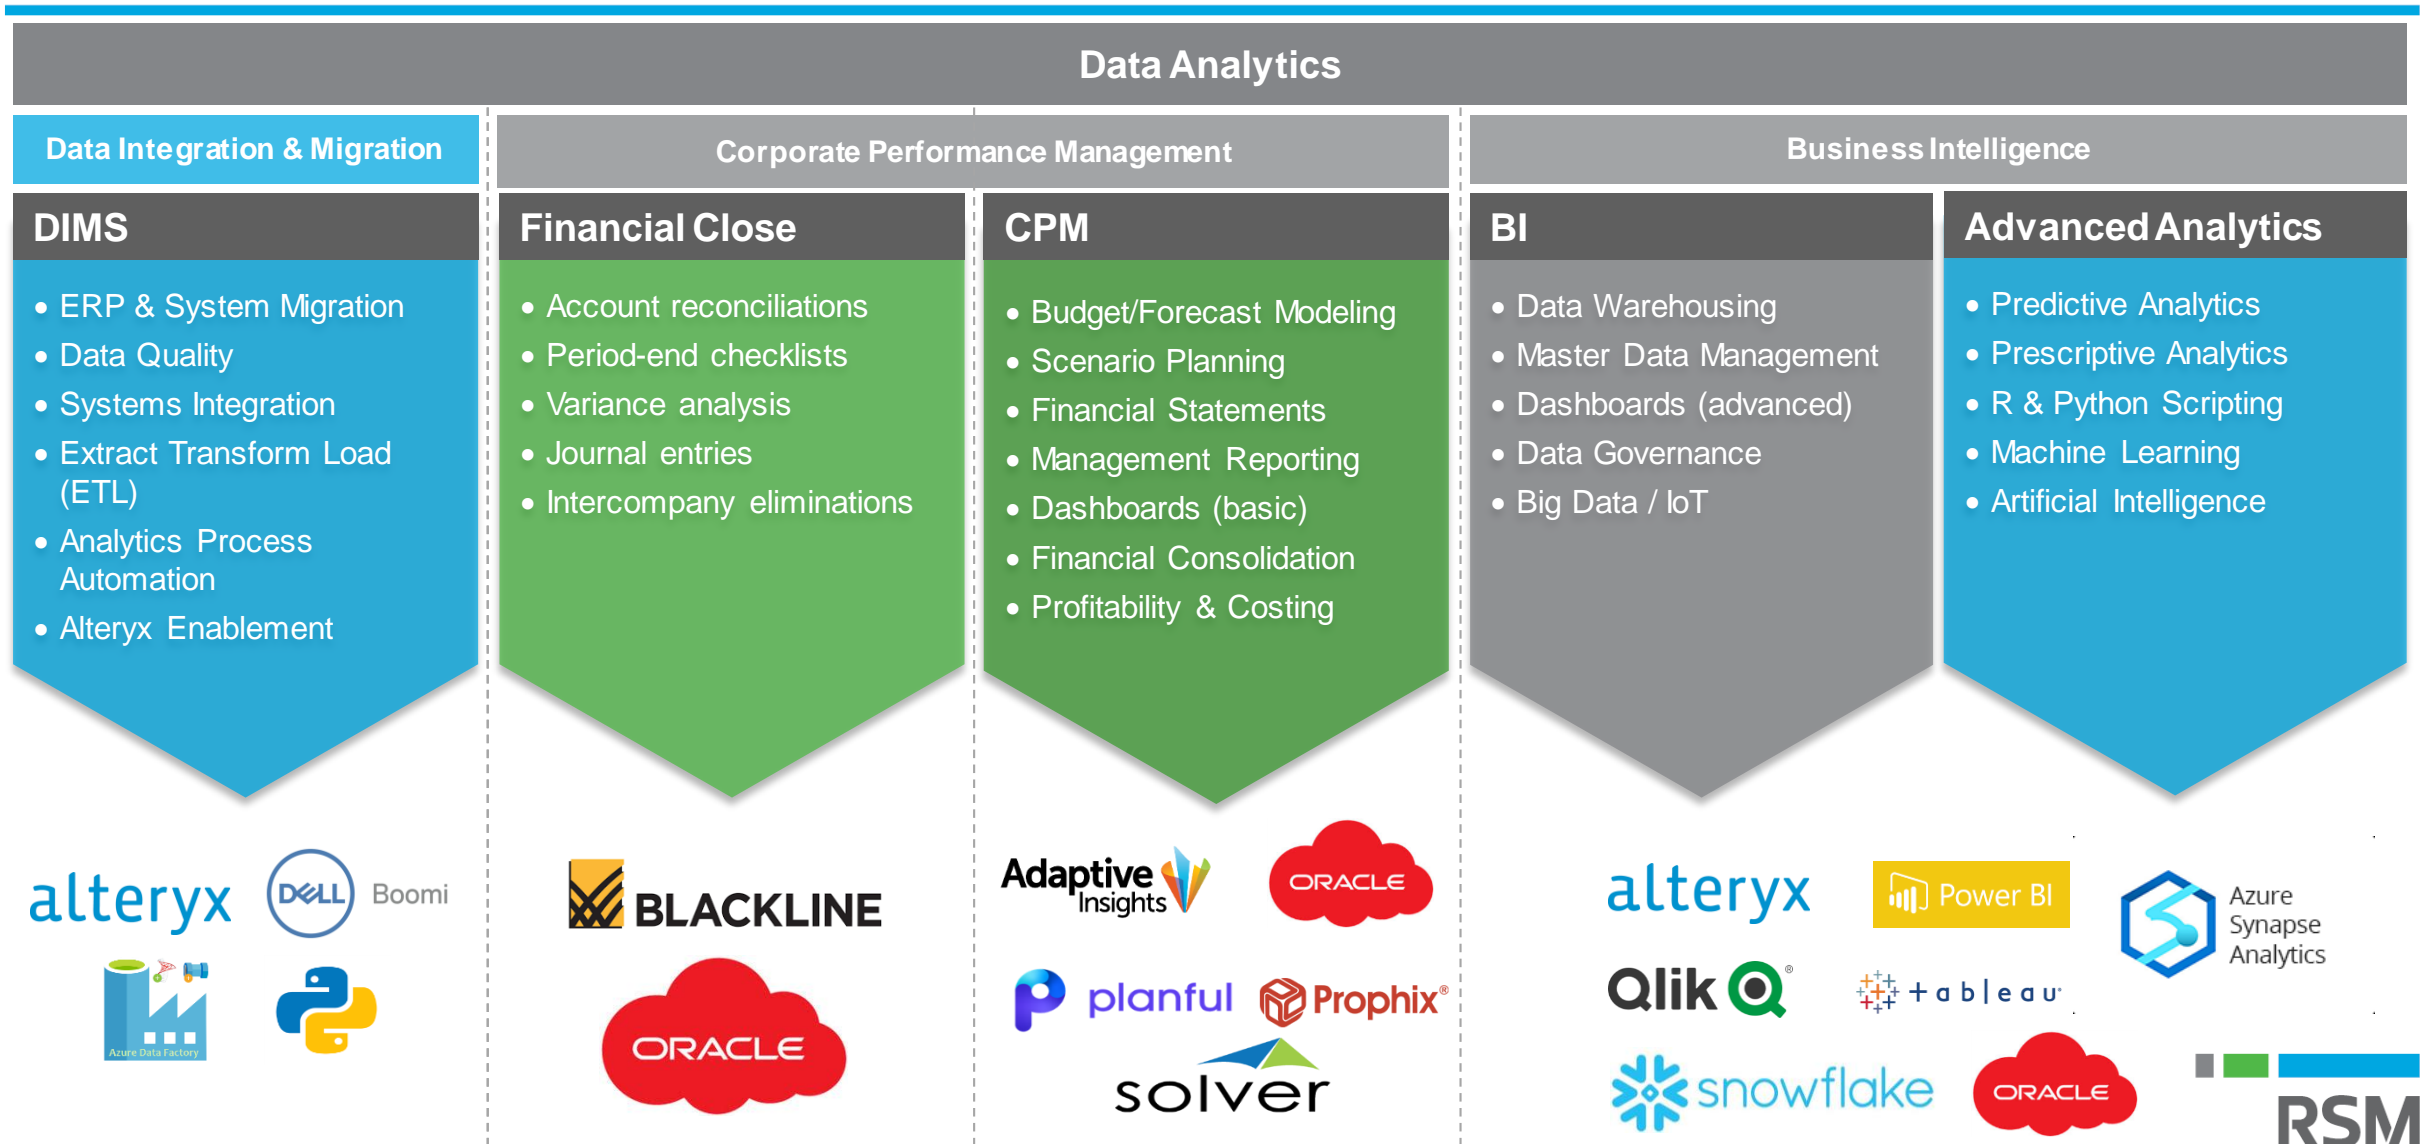 Data Analytics
Data Integration & Migration
Corporate Performance Management
Business Intelligence
DIMS
• ERP & System Migration
• Data Quality
• Systems Integration
• Extract Transform Load
(ETL)
• Analytics Process
Automation
• Alteryx Enablement
Financial Close
• Account reconciliations
• Period-end checklists
• Variance analysis
• Journal entries
• Intercompany eliminations
CPM
• Budget/Forecast Modeling
• Scenario Planning
• Financial Statements
• Management Reporting
• Dashboards (basic)
• Financial Consolidation
• Profitability & Costing
BI
• Data Warehousing
• Master Data Management
• Dashboards (advanced)
• Data Governance
• Big Data / IoT
Advanced Analytics
• Predictive Analytics
• Prescriptive Analytics
• R & Python Scripting
• Machine Learning
• Artificial Intelligence
alteryx
DELL Boomi
Azure Data Factory
BLACKLINE
ORACLE
Adaptive
Insights
ORACLE
planful
Prophix®
solver
alteryx
Power BI
Azure
Synapse
Analytics
Qlik ®
+ableau
snowflake
ORACLE
RSM